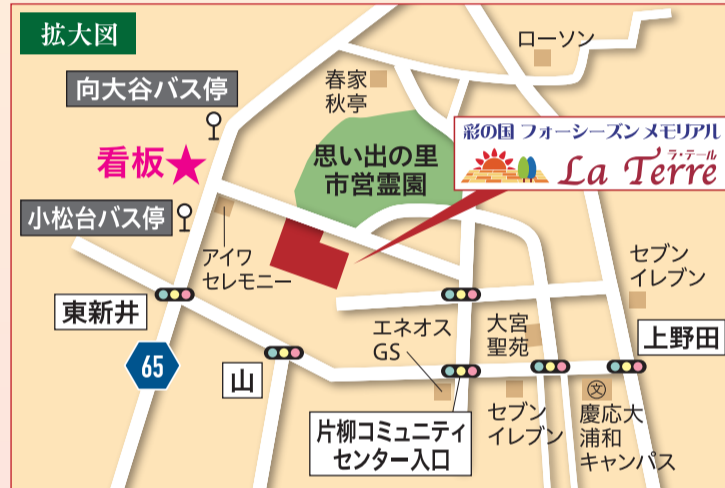 拡大図
ローソン
向大谷バス停
春家
秋亭
彩の国 フォーシーズン メモリアル
ラ・テール
La Terre
思い出の里
市営霊園
看板★
小松台バス停
アイワ
セレモニー
セブン
イレブン
東新井
エネオス
GS
大宮
聖苑
上野田
65
山
片柳コミュニティ
センター入口
セブン
イレブン
文
慶応大
浦和
キャンパス